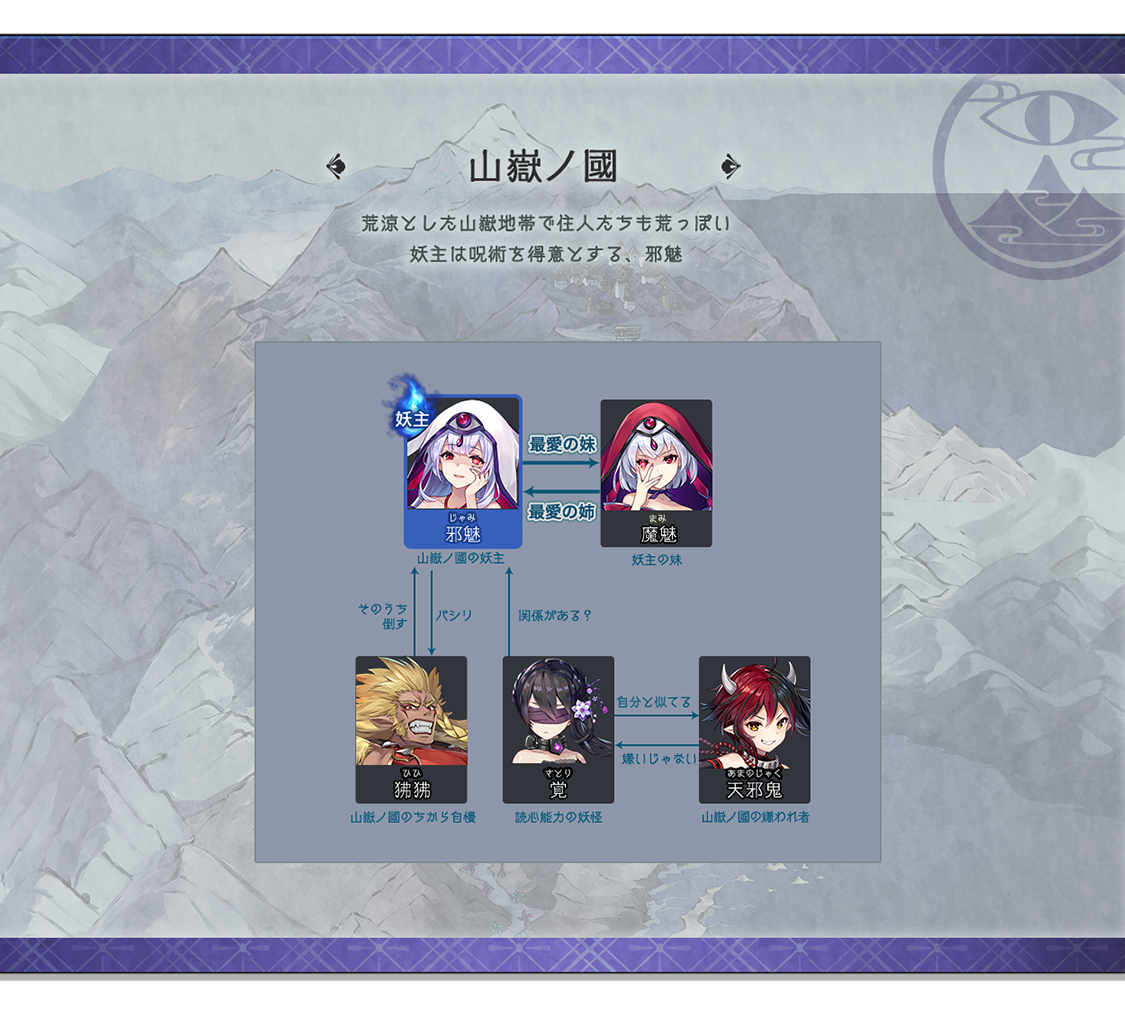 山嶽ノ國
荒涼とした山嶽地帯で住人たちも荒っぽい
妖主は呪術を得意とする、邪魅
妖主
最愛の妹
最愛の姉
じゃみ
邪魅
まみ
魔魅
山嶽ノ國の妖主
妖主の妹
そのうち
倒す
パシリ
関係がある？
自分と似てる
嫌いじゃない
ひひ
狒狒
さとり
覚
あまのじゃく
天邪鬼
山嶽ノ國のちから自慢
読心能力の妖怪
山嶽ノ國の嫌われ者